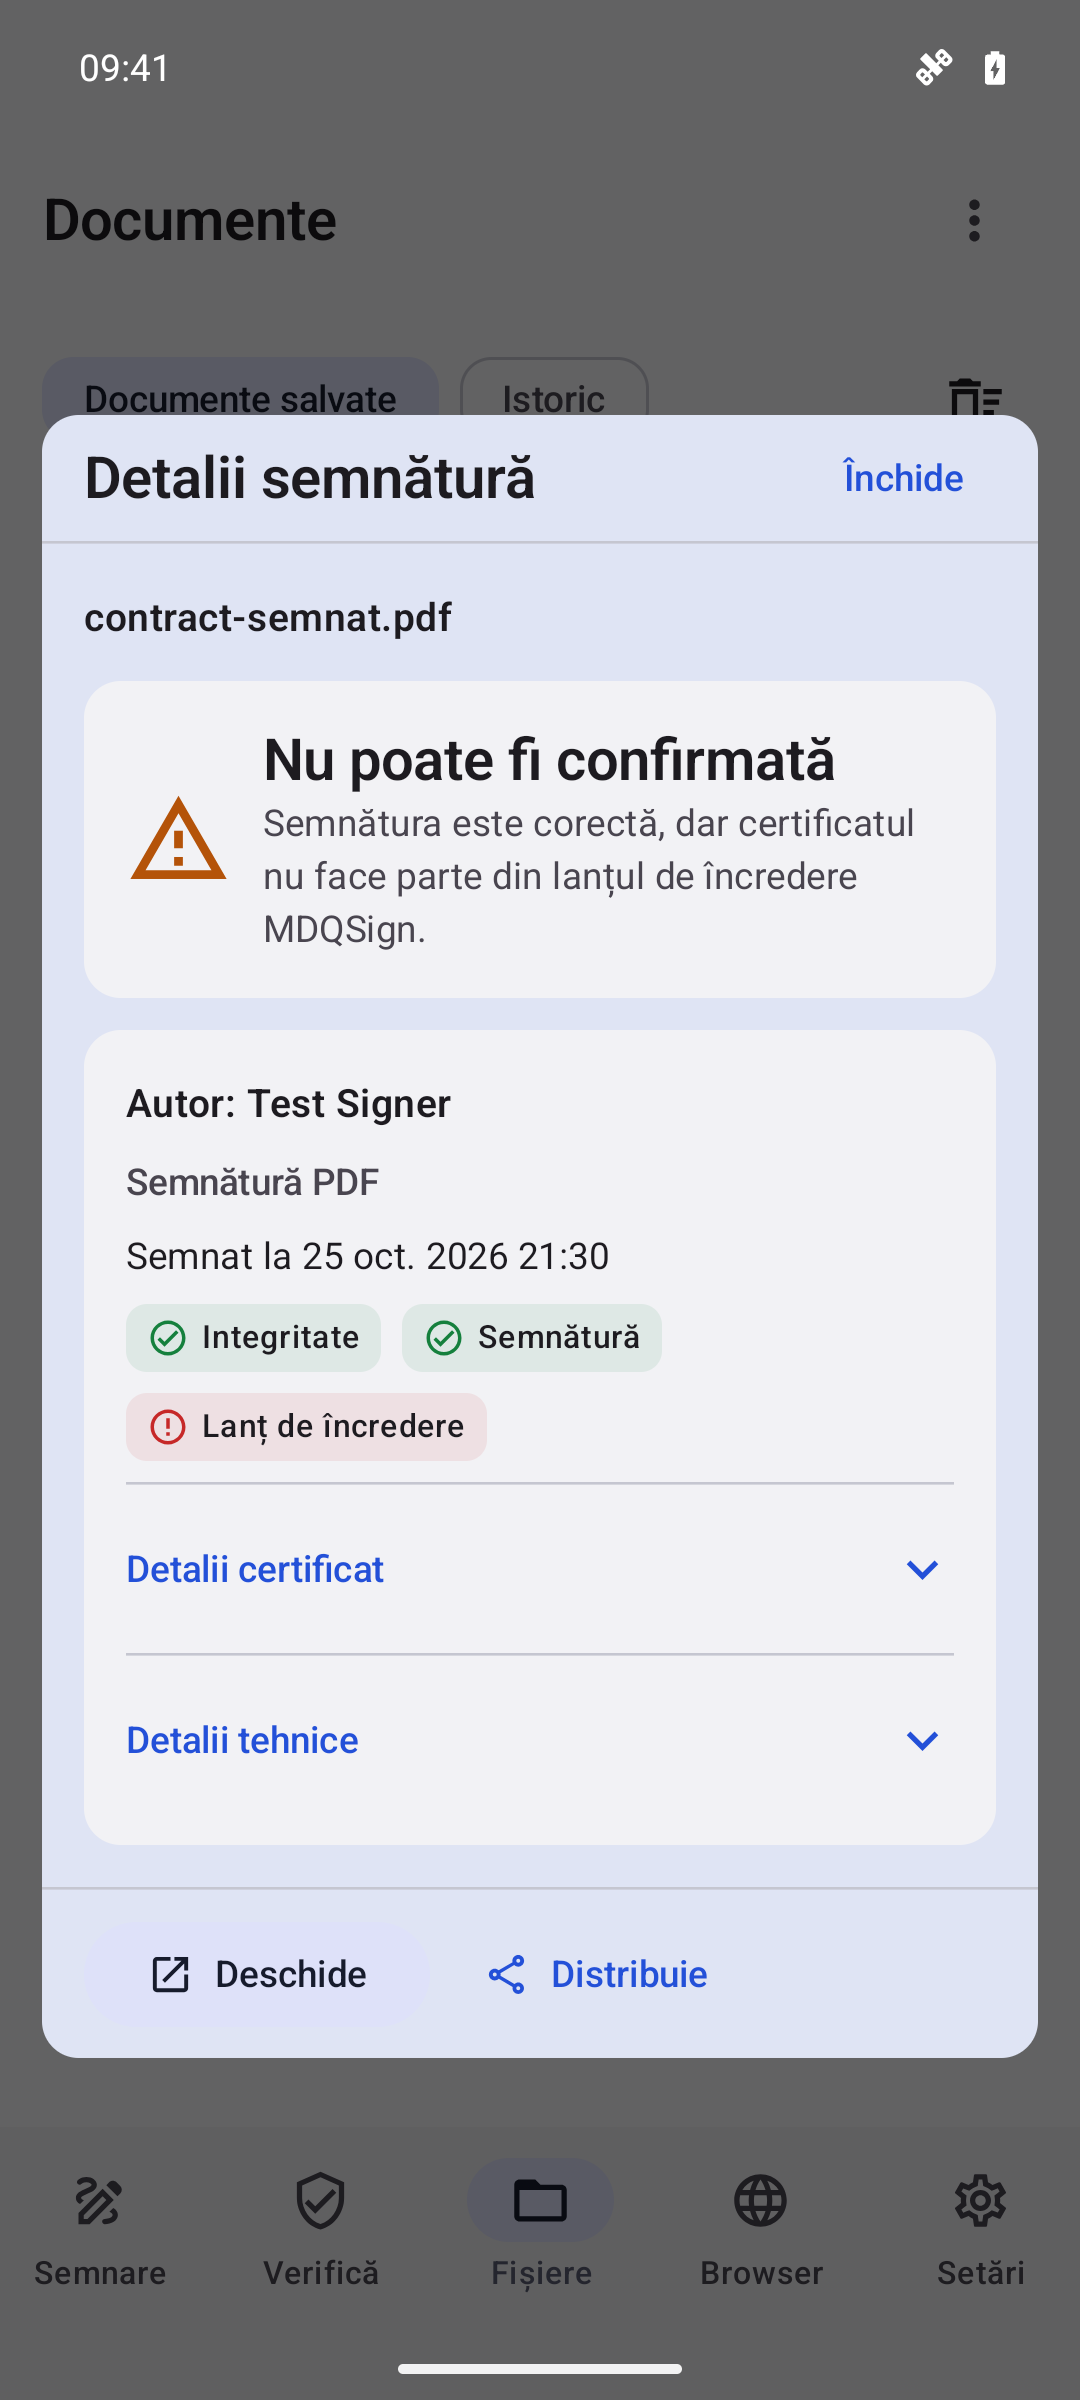 09:41
Documente
Documente salvate
Istoric
Detalii semnătură
Închide
contract-semnat.pdf
Nu poate fi confirmată
Semnătura este corectă, dar certificatul
nu face parte din lanțul de încredere
MDQSign.
Autor: Test Signer
Semnătură PDF
Semnat la 25 oct. 2026 21:30
Integritate
Semnătură
Lanț de încredere
Detalii certificat
Detalii tehnice
Deschide
Distribuie
Semnare
Verifică
Fișiere
Browser
Setări